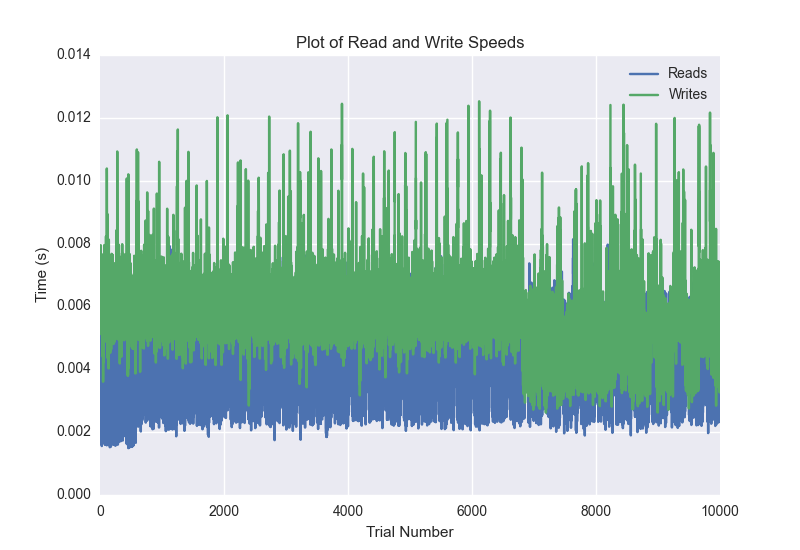 Plot of Read and Write Speeds
0.014
0.012
0.010
0.008
0.006
0.004
0.002
0.000
Time (s)
Reads
Writes
0 2000 4000 6000 8000 10000
Trial Number